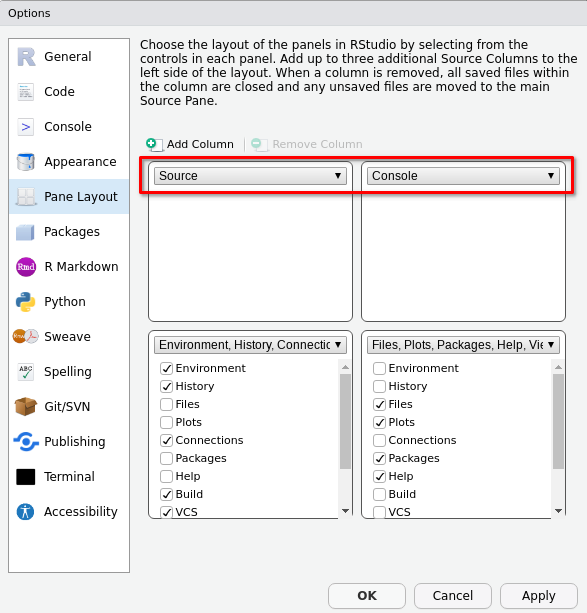 Options
General
Code
Console
Appearance
Pane Layout
Packages
R Markdown
Python
Sweave
Spelling
Git/SVN
Publishing
Terminal
Accessibility
Choose the layout of the panels in RStudio by selecting from the
controls in each panel. Add up to three additional Source Columns to the
left side of the layout. When a column is removed, all saved files within
the column are closed and any unsaved files are moved to the main
Source Pane.
Add Column Remove Column
Source Console
Environment, History, Connectic
Environment
History
Files
Plots
Connections
Packages
Help
Build
VCS
Files, Plots, Packages, Help, Vie
Environment
History
Files
Plots
Connections
Packages
Help
Build
VCS
OK Cancel Apply